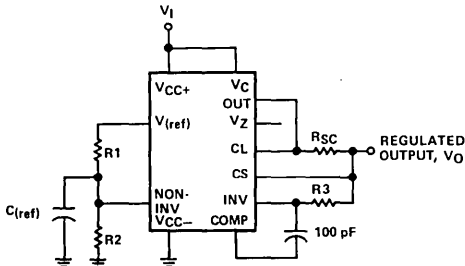 VI
VCC+
VC
OUT
V(ref)
VZ
R1
CL
RSC
REGULATED
OUTPUT, VO
CS
C(ref)
NON-
INV
INV
R3
R2
VCC−
COMP
100 pF